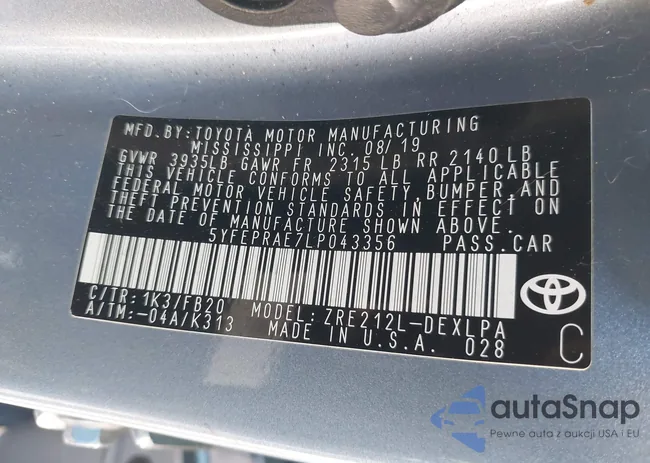 MFD. BY: TOYOTA MOTOR MANUFACTURING
MISSISSIPPI INC. 08/19
GVWR 3935LB GAWR FR 2315 LB RR 2140 LB
THIS VEHICLE CONFORMS TO ALL APPLICABLE
FEDERAL MOTOR VEHICLE SAFETY, BUMPER, AND
THEFT PREVENTION STANDARDS IN EFFECT ON
THE DATE OF MANUFACTURE SHOWN ABOVE.
5YFEPRAE7LP043356 PASS. CAR
C/TR: 1K3/FB20 MODEL: ZRE212L-DEXLPA
A/TM: -04A/K313 MADE IN U.S.A. 028
C
autaSnap
Pewne auta z aukcji USA i EU